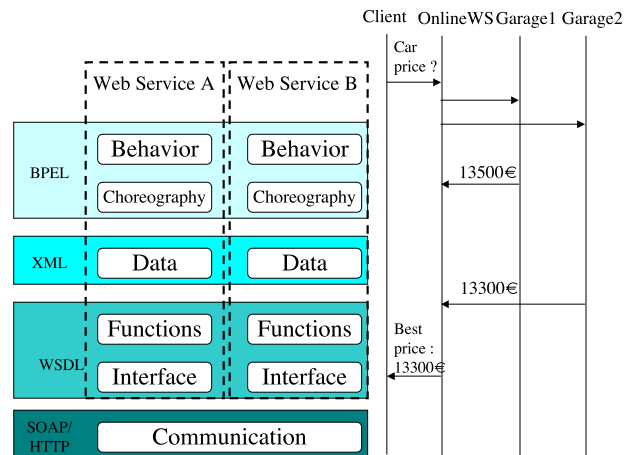 Client
OnlineWS
Garage1
Garage2
Car
price ?
Web Service A
Web Service B
BPEL
Behavior
Behavior
Choreography
Choreography
13500€
XML
Data
Data
13300€
WSDL
Functions
Functions
Best
price :
13300€
Interface
Interface
SOAP/
HTTP
Communication